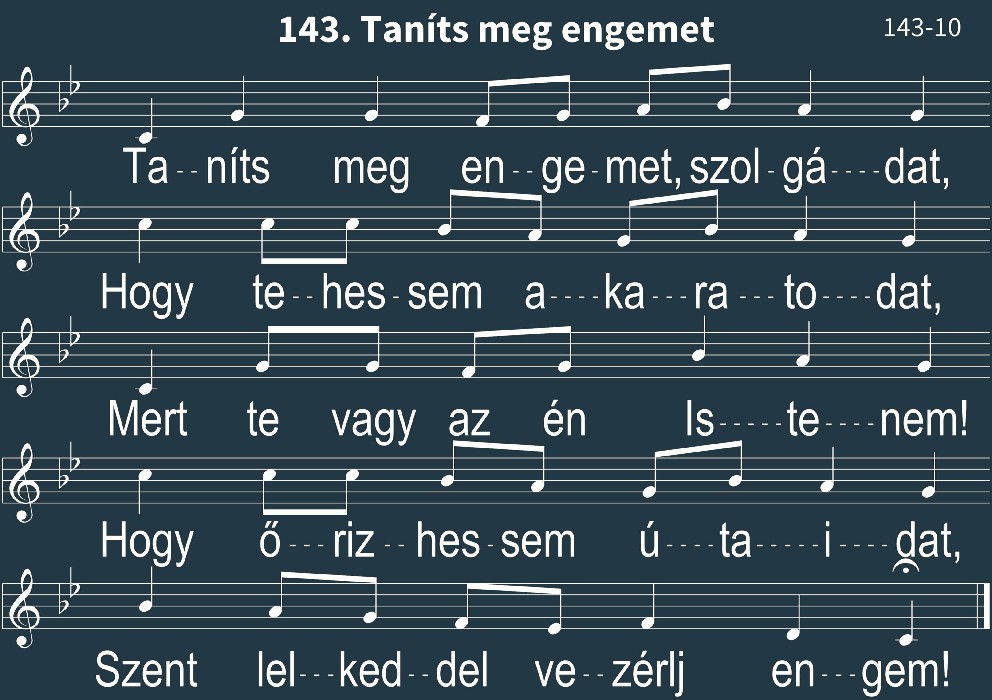 143. Taníts meg engemet
143-10
Ta--níts meg en--ge-met, szol-gá----dat,
Hogy te--hes-sem a----ka---ra---to----dat,
Mert te vagy az én Is-----te----nem!
Hogy ő---riz--hes-sem ú----ta-----i----dat,
Szent lel---ked--del ve--zérlj en---gem!